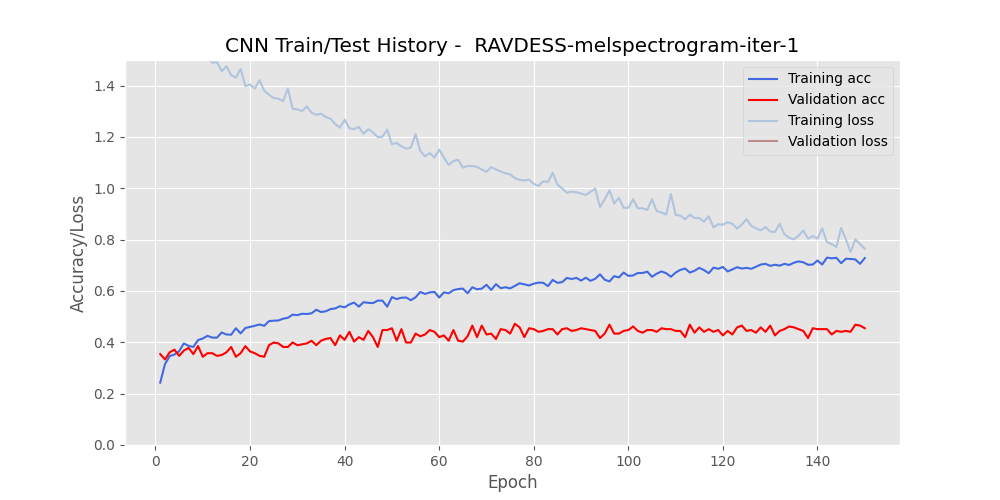 CNN Train/Test History -  RAVDESS-melspectrogram-iter-1
1.4
1.2
1.0
0.8
0.6
0.4
0.2
0.0
Accuracy/Loss
Training acc
Validation acc
Training loss
Validation loss
0 20 40 60 80 100 120 140
Epoch